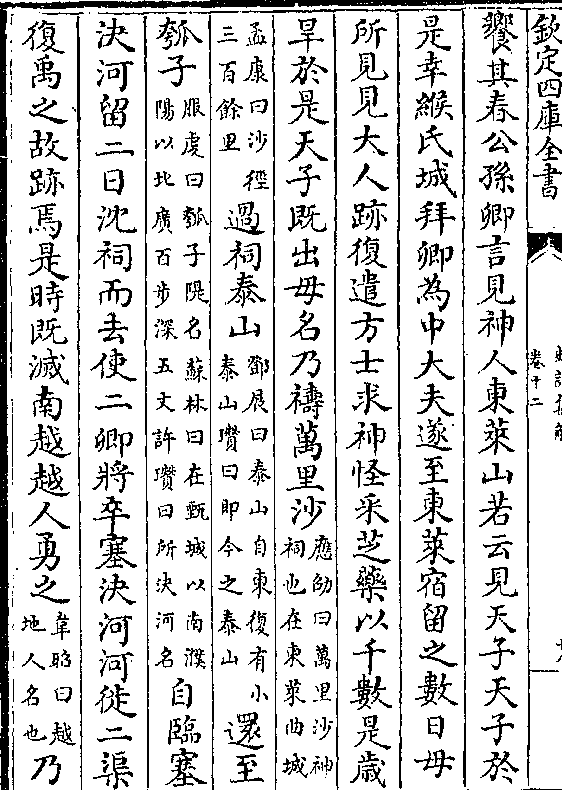 欽定四庫全書
卷十二
饗其春公孫卿言見神人東萊山若云見天子天子於
是幸緱氏城拜卿為中大夫遂至東萊宿留之數日毋
所見見大人跡復遣方士求神怪采芝藥以千數是歲
旱於是天子既出毋名乃禱萬里沙應劭曰萬里沙神祠也在東萊曲城
孟康曰沙徑三百餘里過祠泰山鄧展曰泰山自東復有小泰山瓚曰即今之泰山還至
瓠子服虔曰瓠子隄名蘇林曰在甄城以南濮陽以北廣百步深五丈許瓚曰所決河名自臨塞
決河留二日沈祠而去使二卿將卒塞決河河徙二渠
復禹之故跡焉是時既滅南越越人勇之韋昭曰越地人名也乃